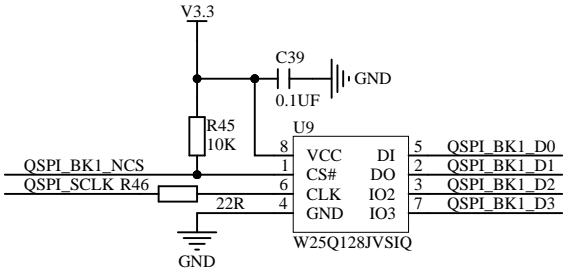 V3.3
C39
GND
0.1UF
R45
10K
U9
8 VCC DI 5 QSPI_BK1_D0
QSPI_BK1_NCS 1 CS# DO 2 QSPI_BK1_D1
QSPI_SCLK R46 6 CLK IO2 3 QSPI_BK1_D2
22R 4 GND IO3 7 QSPI_BK1_D3
W25Q128JVSIQ
GND